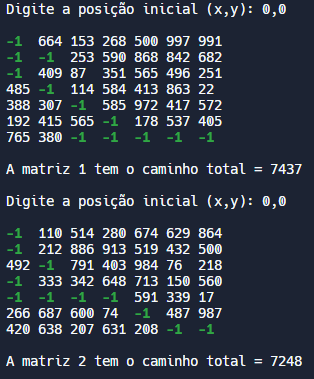 Digite a posição inicial (x,y): 0,0
-1 664 153 268 500 997 991
-1 -1 253 590 868 842 682
-1 409 87 351 565 496 251
485 -1 114 584 413 863 22
388 307 -1 585 972 417 572
192 415 565 -1 178 537 405
765 380 -1 -1 -1 -1 -1
A matriz 1 tem o caminho total = 7437
Digite a posição inicial (x,y): 0,0
-1 110 514 280 674 629 864
-1 212 886 913 519 432 500
492 -1 791 403 984 76 218
-1 333 342 648 713 150 560
-1 -1 -1 -1 591 339 17
266 687 600 74 -1 487 987
420 638 207 631 208 -1 -1
A matriz 2 tem o caminho total = 7248